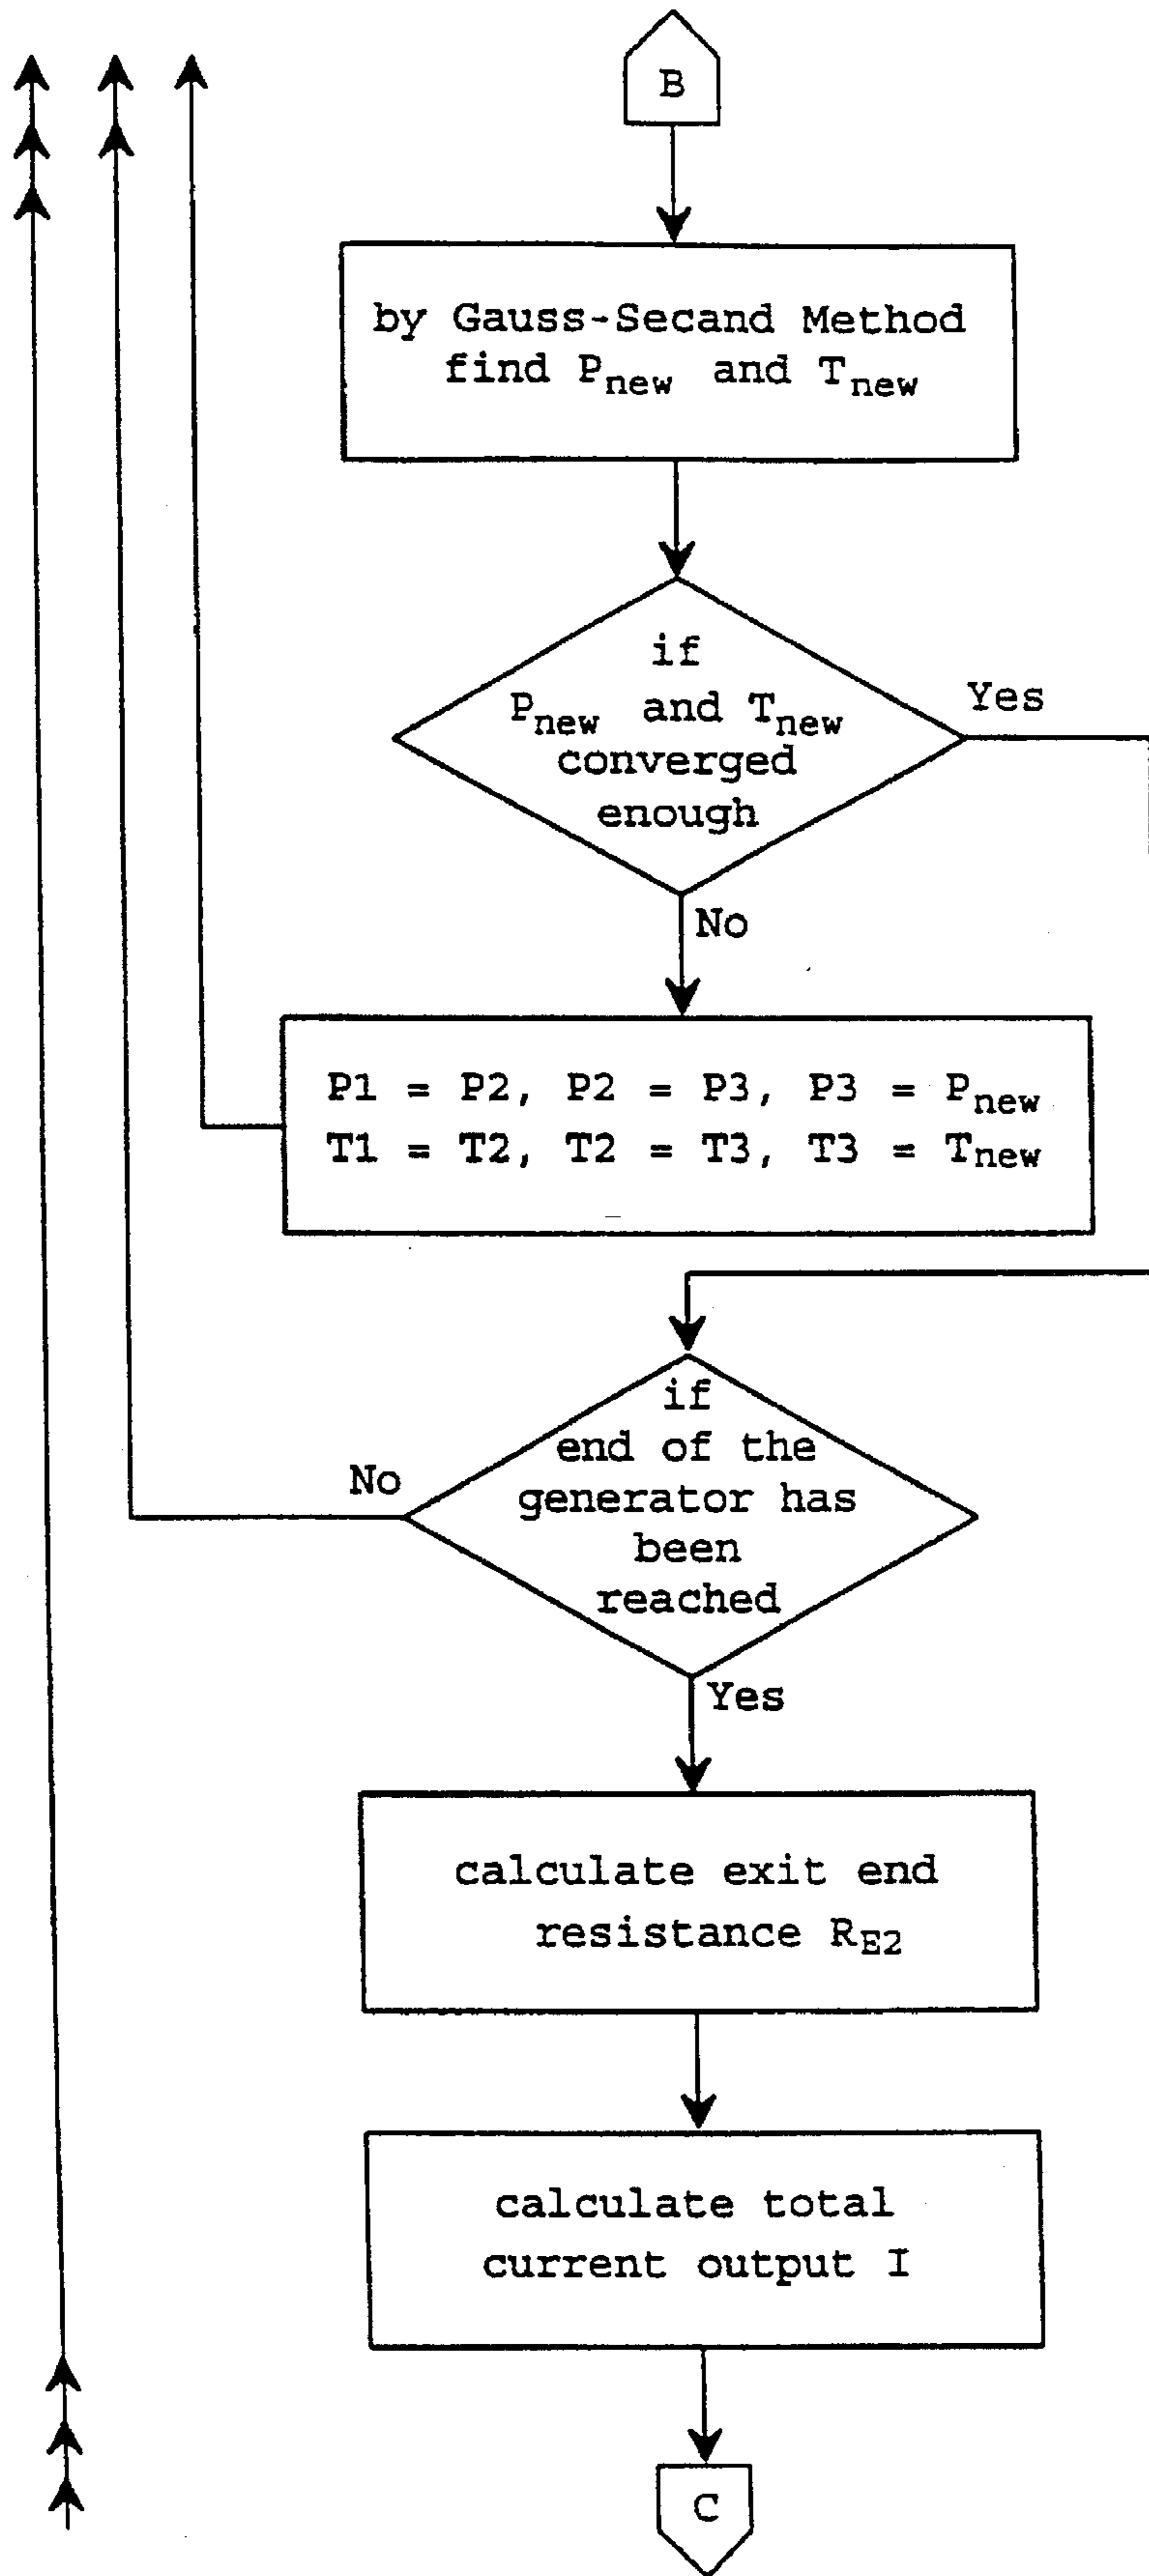 B
by Gauss-Secand Method
find Pnew and Tnew
if
Pnew and Tnew
converged
enough
Yes
No
P1 = P2, P2 = P3, P3 = Pnew
T1 = T2, T2 = T3, T3 = Tnew
if
end of the
generator has
been
reached
No
Yes
calculate exit end
resistance RE2
calculate total
current output I
C